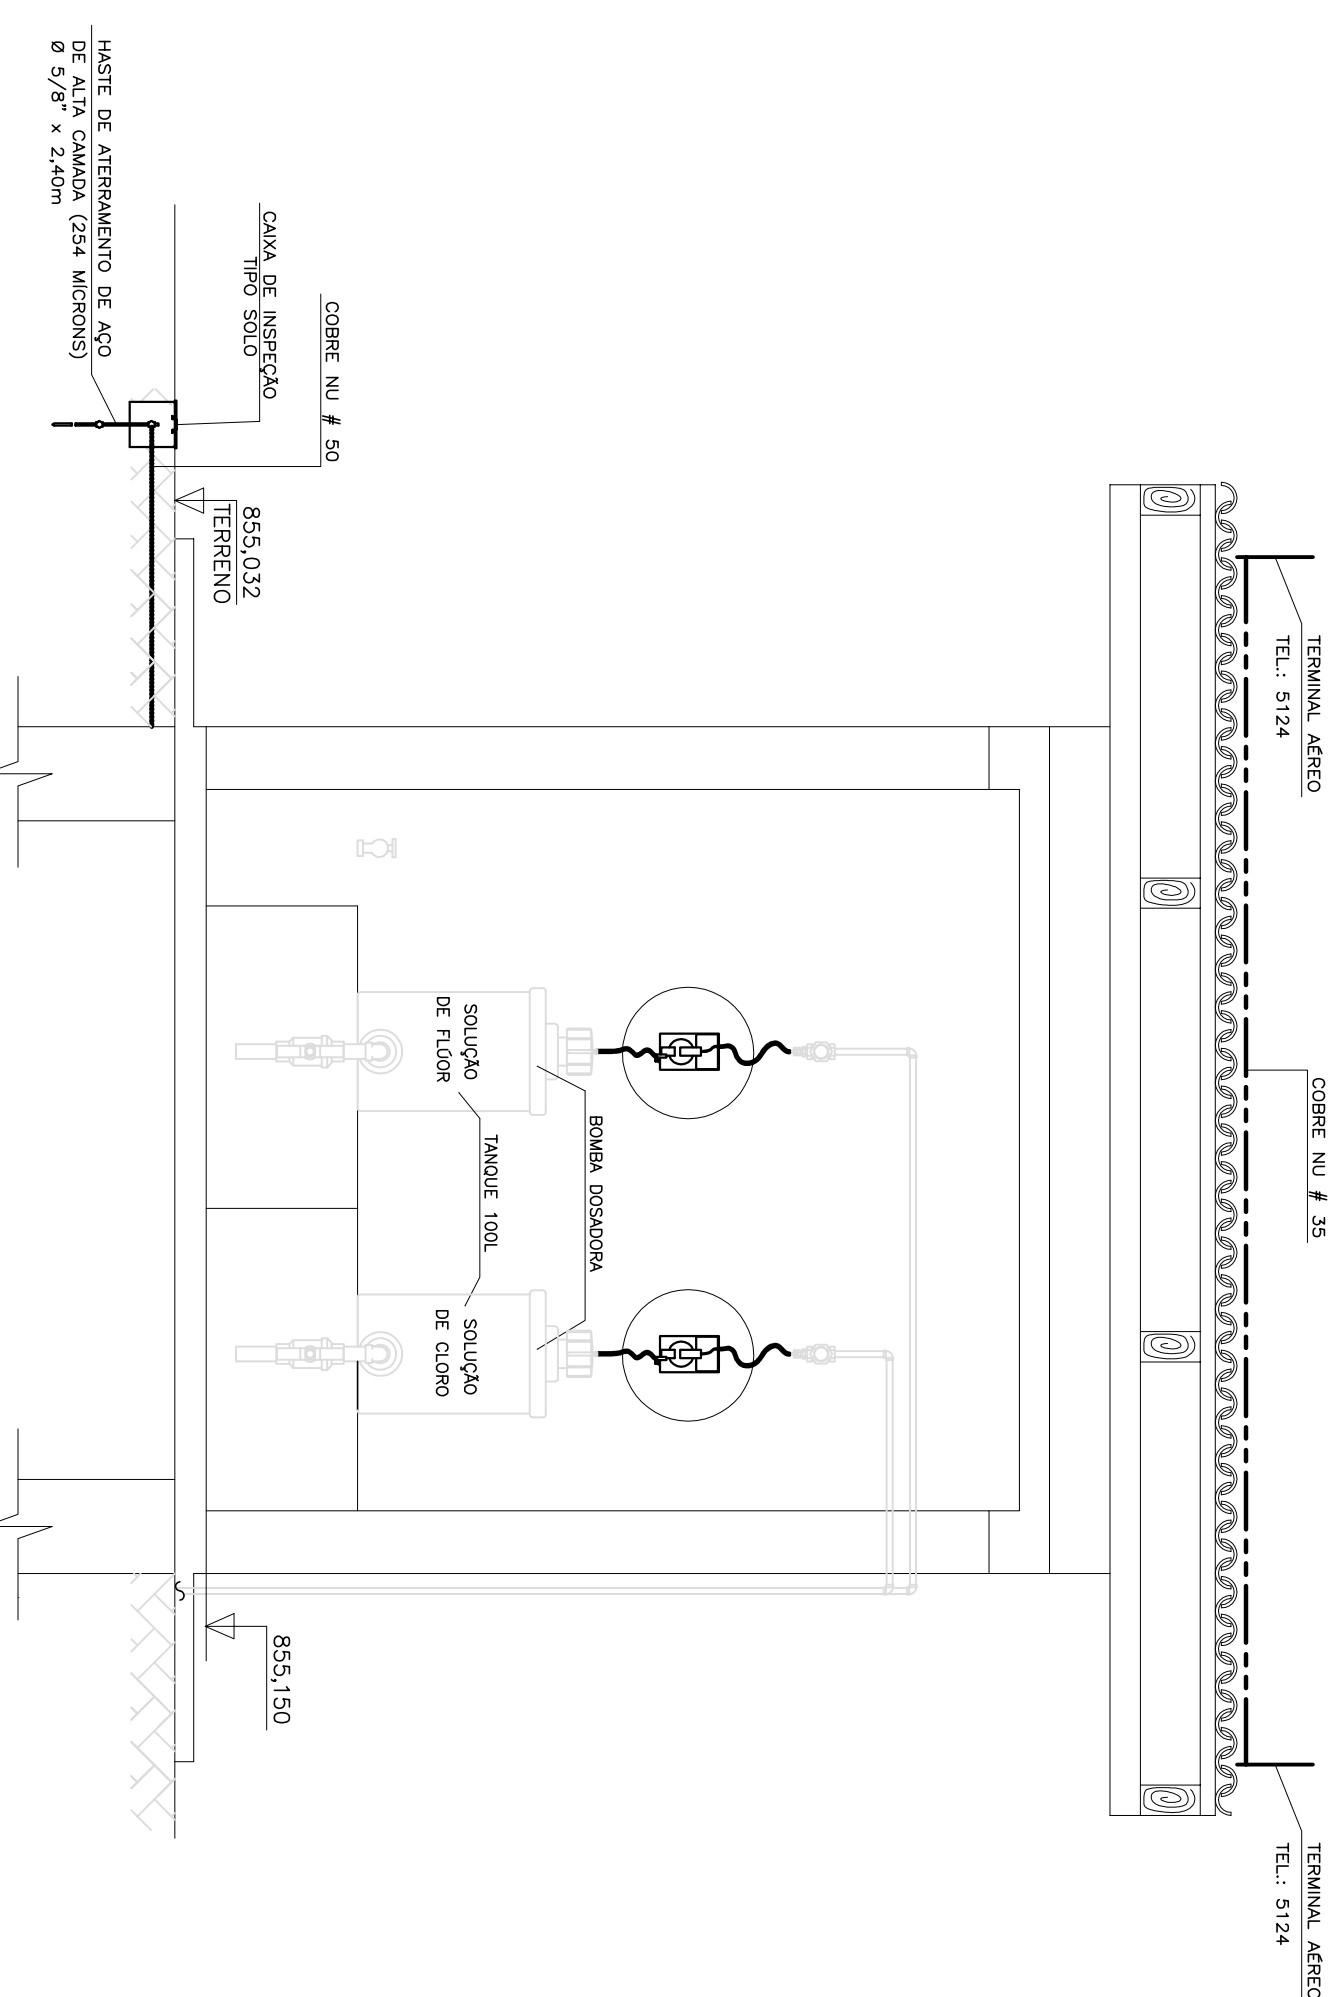 TERMINAL AÉREO
TEL.: 5124
COBRE NU # 35
TERMINAL AÉREO
TEL.: 5124
BOMBA DOSADORA
TANQUE 100L
SOLUÇÃO
DE FLÚOR
SOLUÇÃO
DE CLORO
COBRE NU # 50
CAIXA DE INSPEÇÃO
TIPO SOLO
855,032
TERRENO
855,150
HASTE DE ATERRAMENTO DE AÇO
DE ALTA CAMADA (254 MÍCRONS)
Ø 5/8" x 2,40m